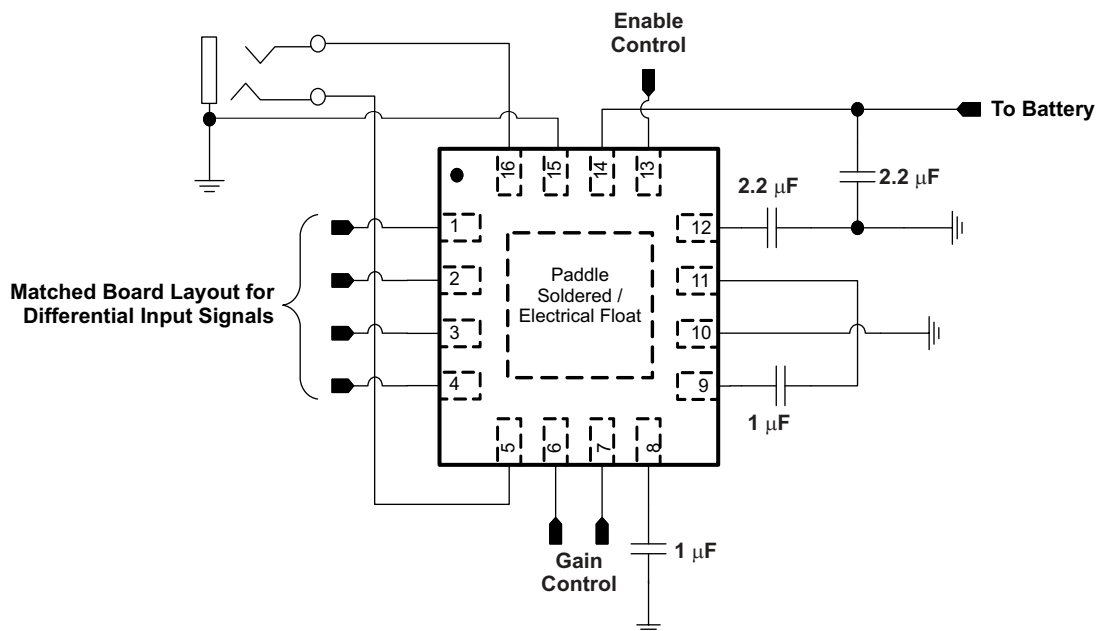 Enable
Control
To Battery
16
15
14
13
2.2 μF
2.2 μF
1
12
2
11
Paddle
Soldered /
Electrical Float
Matched Board Layout for
Differential Input Signals
3
10
4
9
1 μF
5
6
7
8
1 μF
Gain
Control